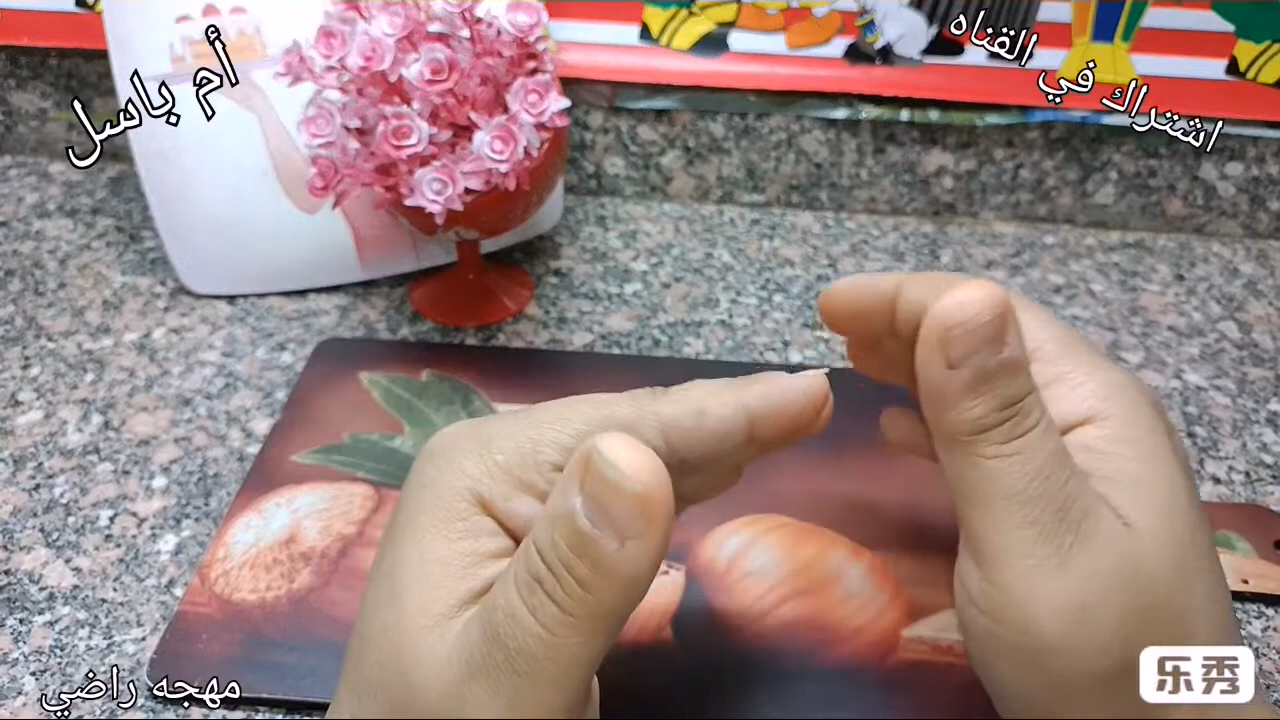 أم باسل
اشتراك في القناه
مهجه راضي
乐秀